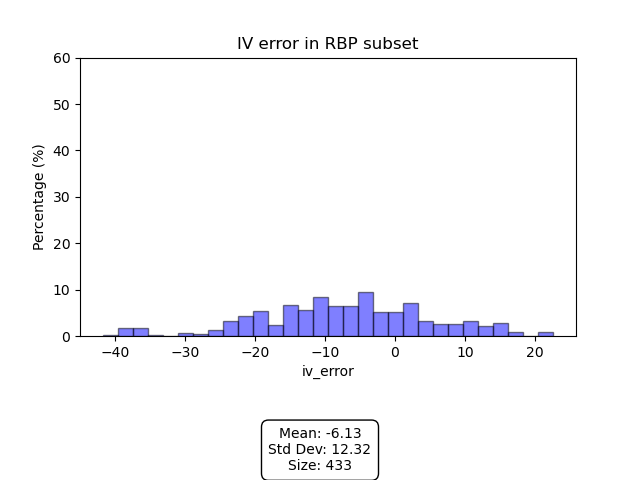 IV error in RBP subset
Percentage (%)
60
50
40
30
20
10
0
−40 −30 −20 −10 0 10 20
iv_error
Mean: -6.13
Std Dev: 12.32
Size: 433